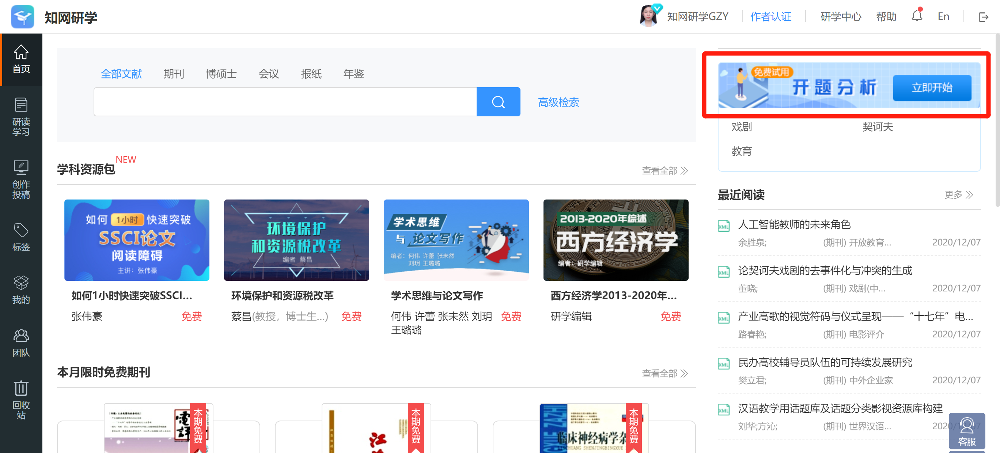 知网研学
知网研学GZY
作者认证
研学中心
帮助
En
首页
研读
学习
创作
投稿
标签
我的
团队
回收
站
全部文献
期刊
博硕士
会议
报纸
年鉴
高级检索
免费试用
开题分析
立即开始
戏剧
契诃夫
教育
学科资源包
NEW
查看全部
如何 1小时 快速突破
SSCI论文
阅读障碍
主讲：张伟豪
如何1小时快速突破SSCI...
张伟豪
免费
环境保护
和资源税改革
编者 蔡昌
环境保护和资源税改革
蔡昌(教授，博士生...)
免费
学术思维
与 论文写作
编者：何伟 许蕾 张未然
刘玥 王璐璐
学术思维与论文写作
何伟 许蕾 张未然 刘玥
王璐璐
免费
2013-2020年综述
西方经济学
编者：研学编辑
西方经济学2013-2020年...
研学编辑
免费
最近阅读
更多
XML
人工智能教师的未来角色
余胜泉; (期刊) 开放教育... 2020/12/07
XML
论契诃夫戏剧的去事件化与冲突的生成
董晓; (期刊) 戏剧(中... 2020/12/07
XML
产业高歌的视觉符码与仪式呈现——“十七年”电...
路春艳; (期刊) 电影评介 2020/12/07
XML
民办高校辅导员队伍的可持续发展研究
樊立君; (期刊) 中外企业家 2020/12/07
XML
汉语教学用话题库及话题分类影视资源库构建
刘华;方沁; (期刊) 世界汉语...
客服
本月限时免费期刊
查看全部
本期免费
本期免费
临床神经病学杂
LINCHUANG SHENJINGBINGXUE
本期免费